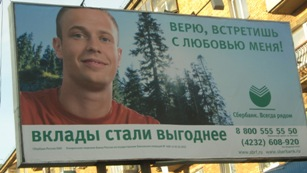 ВЕРЮ, ВСТРЕТИШЬ
С ЛЮБОВЬЮ МЕНЯ!
Сбербанк. Всегда рядом
ВКЛАДЫ СТАЛИ ВЫГОДНЕЕ
8 800 555 55 50
(4232) 608-920